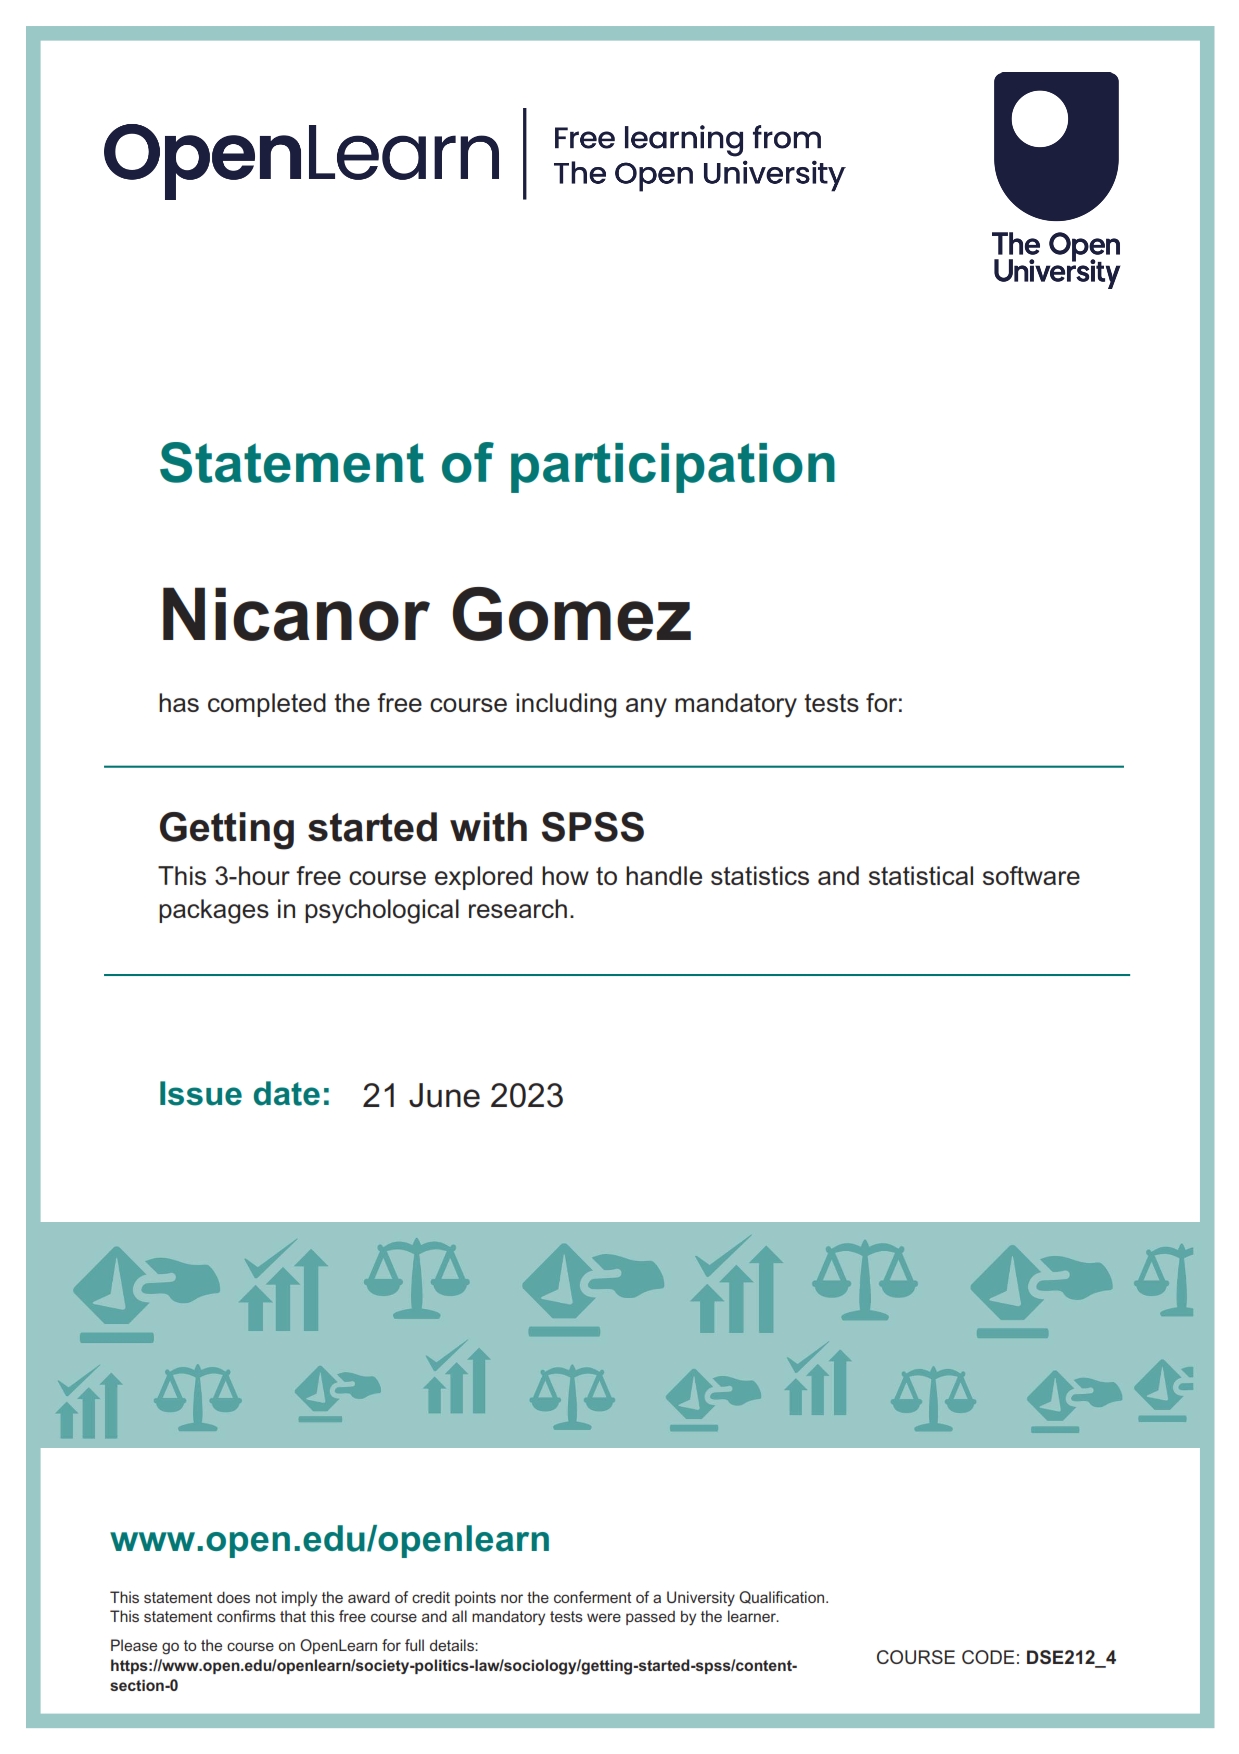 OpenLearn
Free learning from
The Open University
The Open
University
Statement of participation
Nicanor Gomez
has completed the free course including any mandatory tests for:
Getting started with SPSS
This 3-hour free course explored how to handle statistics and statistical software
packages in psychological research.
Issue date: 21 June 2023
www.open.edu/openlearn
This statement does not imply the award of credit points nor the conferment of a University Qualification.
This statement confirms that this free course and all mandatory tests were passed by the learner.
Please go to the course on OpenLearn for full details:
https://www.open.edu/openlearn/society-politics-law/sociology/getting-started-spss/content-
section-0
COURSE CODE: DSE212_4